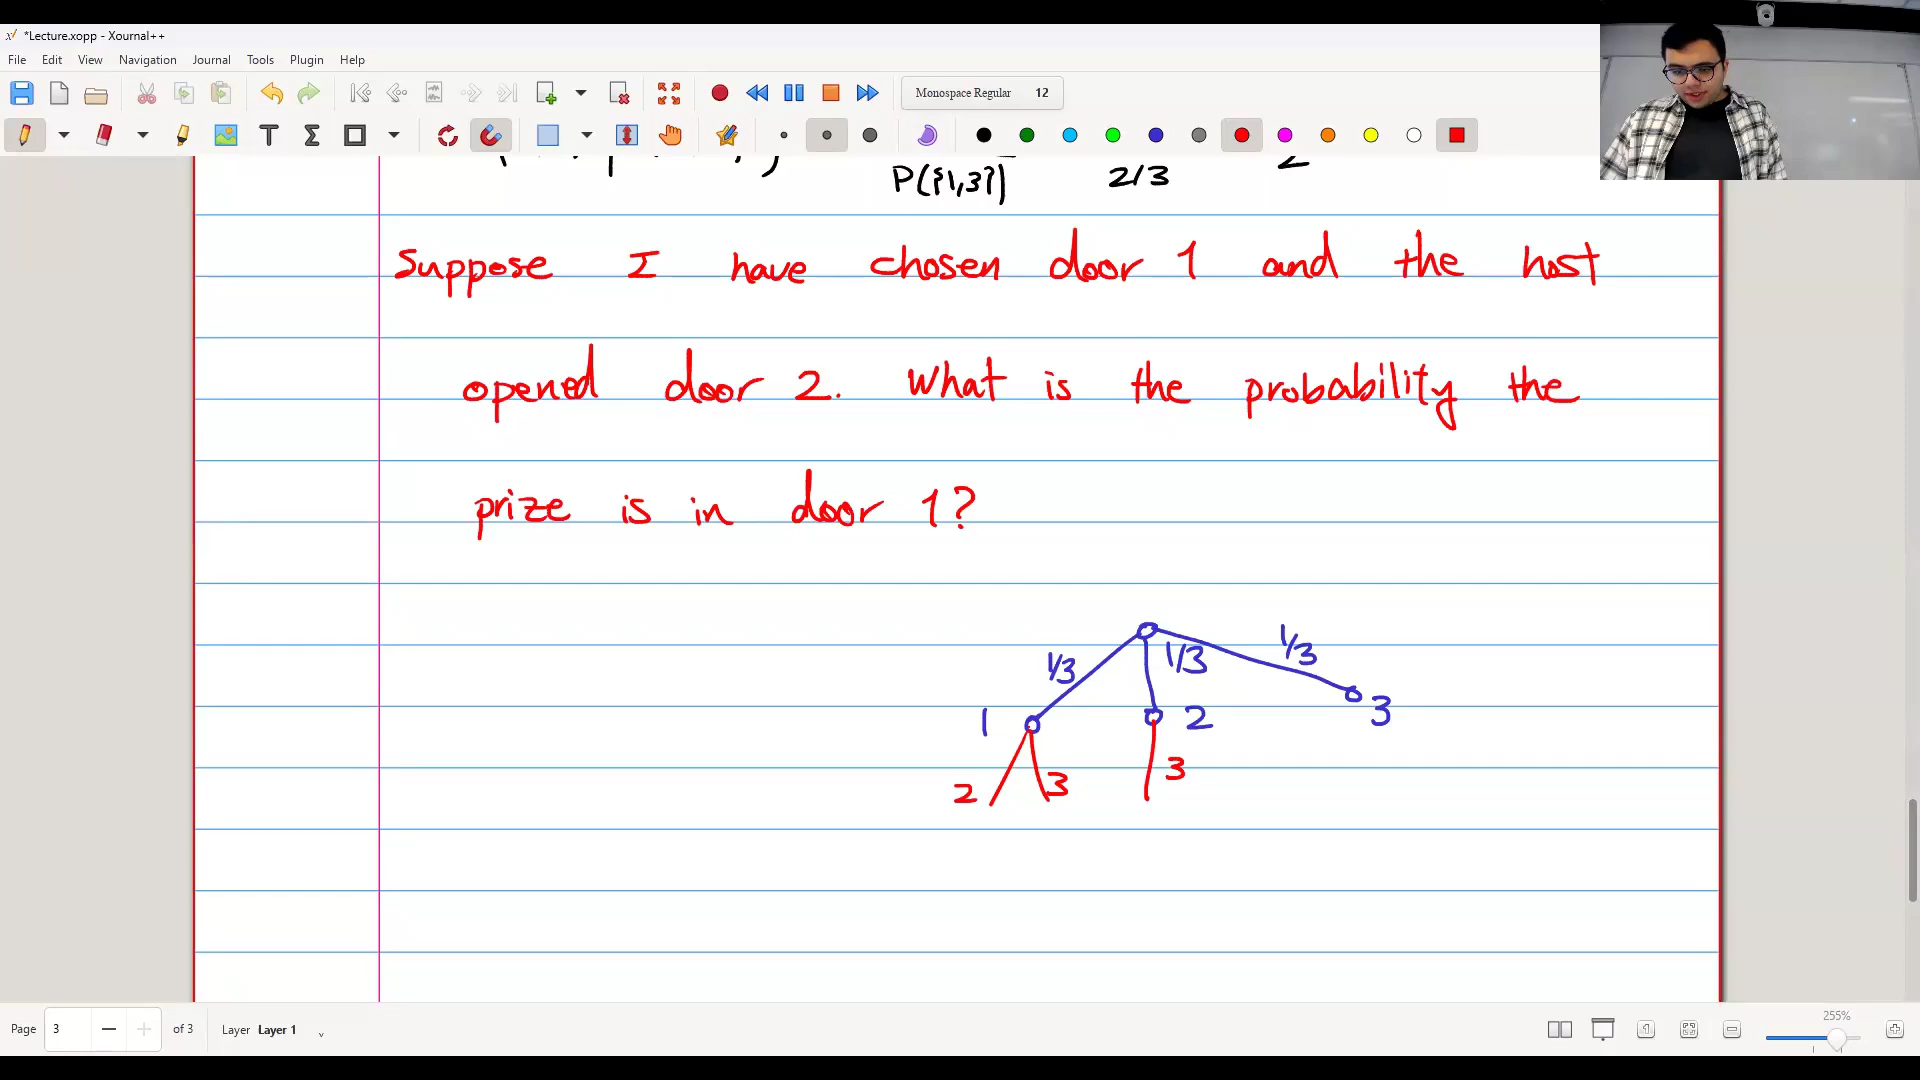 *Lecture.xopp - Xournal++
File Edit View Navigation Journal Tools Plugin Help
Monospace Regular 12
P({1,3}) 2/3 2
Suppose I have chosen door 1 and the host
opened door 2. What is the probability the
prize is in door 1?
1/3 1/3 1/3
1 2 3
2 3 3
Page 3 of 3 Layer Layer 1 255%